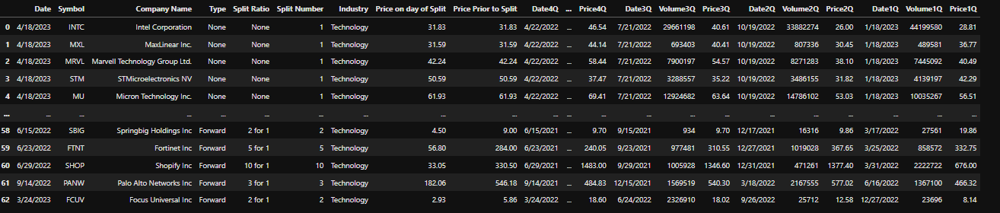 Date Symbol Company Name Type Split Ratio Split Number Industry Price on day of Split Price Prior to Split Date4Q ... Price4Q Date3Q Volume3Q Price3Q Date2Q Volume2Q Price2Q Date1Q Volume1Q Price1Q
0 4/18/2023 INTC Intel Corporation None None 1 Technology 31.83 31.83 4/22/2022 ... 46.54 7/21/2022 29661198 40.61 10/19/2022 33882274 26.00 1/18/2023 44199580 28.81
1 4/18/2023 MXL MaxLinear Inc. None None 1 Technology 31.59 31.59 4/22/2022 ... 44.14 7/21/2022 693403 40.41 10/19/2022 807336 30.45 1/18/2023 489581 36.77
2 4/18/2023 MRVL Marvell Technology Group Ltd. None None 1 Technology 42.24 42.24 4/22/2022 ... 58.44 7/21/2022 7900197 54.57 10/19/2022 8271283 38.10 1/18/2023 7445092 40.49
3 4/18/2023 STM STMicroelectronics NV None None 1 Technology 50.59 50.59 4/22/2022 ... 37.47 7/21/2022 3288557 35.22 10/19/2022 3486155 31.82 1/18/2023 4139197 42.29
4 4/18/2023 MU Micron Technology Inc. None None 1 Technology 61.93 61.93 4/22/2022 ... 69.41 7/21/2022 12924682 63.64 10/19/2022 14786102 53.03 1/18/2023 10035267 56.51
... ... ... ... ... ... ... ... ... ... ... ... ... ... ... ... ... ... ... ... ... ...
58 6/15/2022 SBIG Springbig Holdings Inc Forward 2 for 1 2 Technology 4.50 9.00 6/15/2021 ... 9.70 9/15/2021 934 9.70 12/17/2021 16316 9.86 3/17/2022 27561 19.86
59 6/23/2022 FTNT Fortinet Inc Forward 5 for 1 5 Technology 56.80 284.00 6/23/2021 ... 240.05 9/23/2021 977481 310.55 12/27/2021 1019028 367.65 3/25/2022 858572 332.75
60 6/29/2022 SHOP Shopify Inc Forward 10 for 1 10 Technology 33.05 330.50 6/29/2021 ... 1483.00 9/29/2021 1005928 1346.60 12/31/2021 471261 1377.40 3/31/2022 2222722 676.00
61 9/14/2022 PANW Palo Alto Networks Inc Forward 3 for 1 3 Technology 182.06 546.18 9/14/2021 ... 484.83 12/15/2021 1569519 540.30 3/18/2022 2167555 577.02 6/16/2022 1367100 466.32
62 3/24/2023 FCUV Focus Universal Inc Forward 2 for 1 2 Technology 2.93 5.86 3/24/2022 ... 18.60 6/24/2022 2326910 18.02 9/26/2022 25712 12.58 12/27/2022 23696 8.14